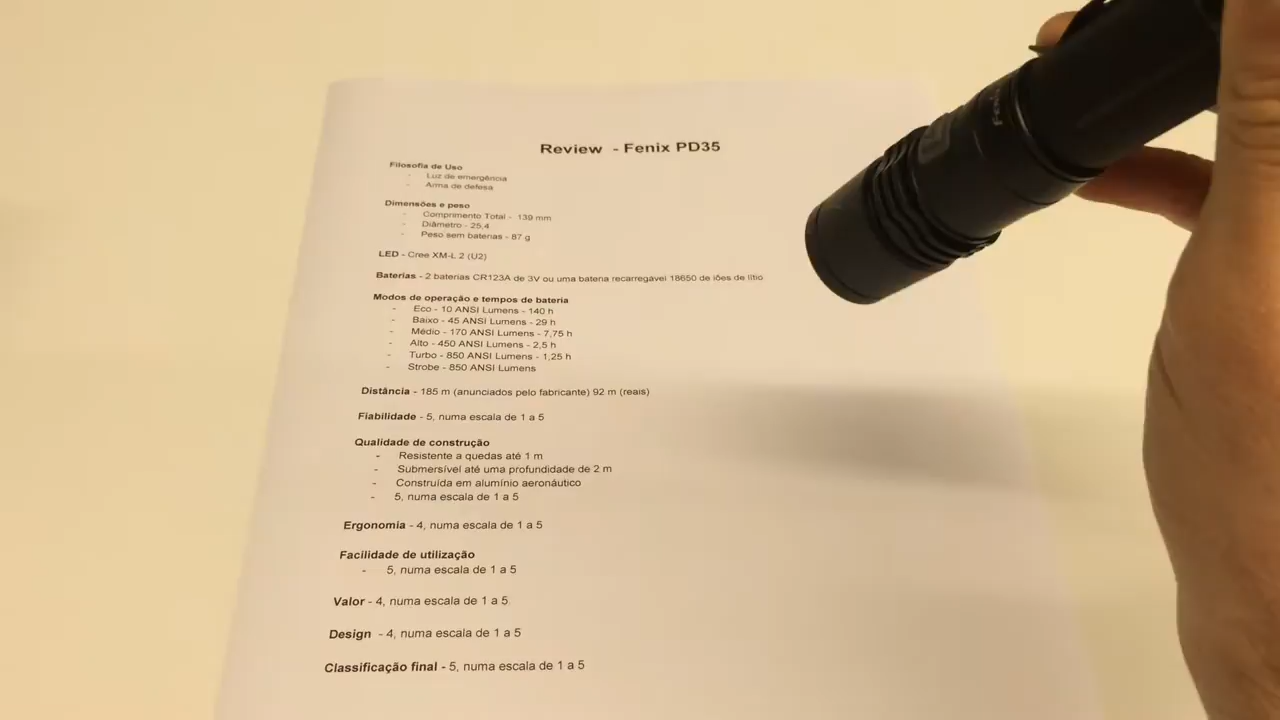 Review - Fenix PD35
Filosofia de Uso
- Luz de emergência
- Arma de defesa
Dimensões e peso
- Comprimento Total - 139 mm
- Diâmetro - 25,4
- Peso sem baterias - 87 g
LED - Cree XM-L 2 (U2)
Baterias - 2 baterias CR123A de 3V ou uma bateria recarregável 18650 de iões de lítio
Modos de operação e tempos de bateria
- Eco - 10 ANSI Lumens - 140 h
- Baixo - 45 ANSI Lumens - 29 h
- Médio - 170 ANSI Lumens - 7,75 h
- Alto - 450 ANSI Lumens - 2,5 h
- Turbo - 850 ANSI Lumens - 1,25 h
- Strobe - 850 ANSI Lumens
Distância - 185 m (anunciados pelo fabricante) 92 m (reais)
Fiabilidade - 5, numa escala de 1 a 5
Qualidade de construção
- Resistente a quedas até 1 m
- Submersível até uma profundidade de 2 m
- Construída em alumínio aeronáutico
- 5, numa escala de 1 a 5
Ergonomia - 4, numa escala de 1 a 5
Facilidade de utilização
- 5, numa escala de 1 a 5
Valor - 4, numa escala de 1 a 5
Design - 4, numa escala de 1 a 5
Classificação final - 5, numa escala de 1 a 5